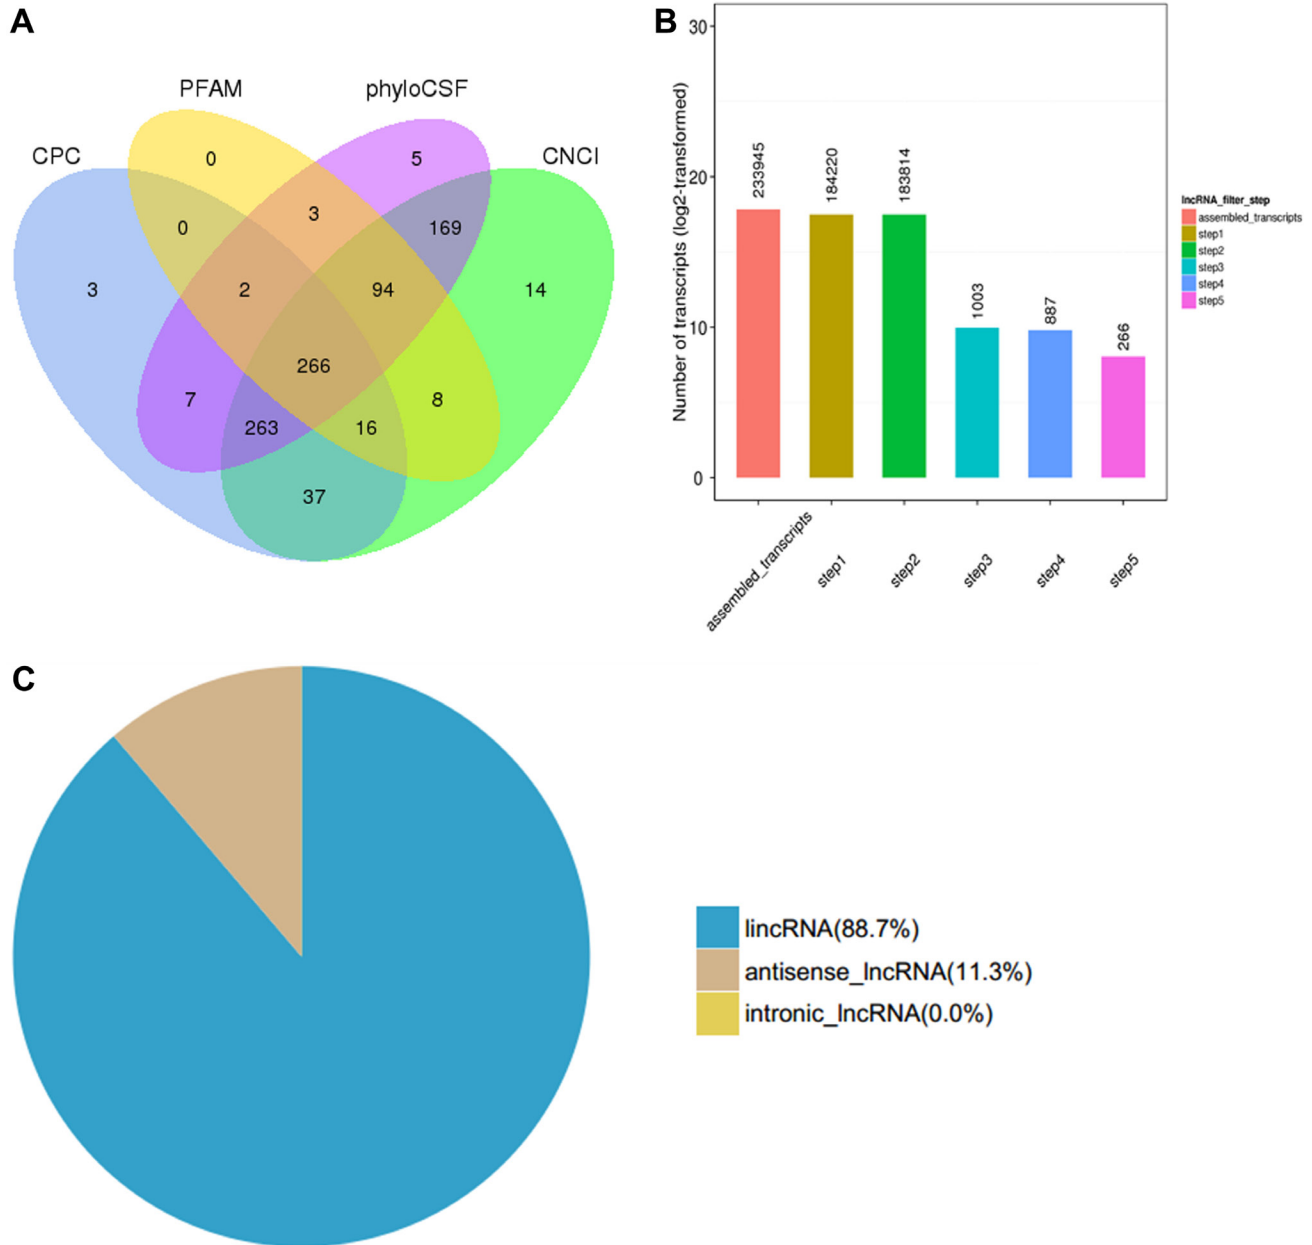 A
PFAM
phyloCSF
CPC
CNCI
0
5
0
3
169
3
2
94
14
266
7
8
263
16
37
B
Number of transcripts (log2-transformed)
30
20
10
0
233945
184220
183814
1003
887
266
assembled_transcripts
step1
step2
step3
step4
step5
lncRNA_filter_step
assembled_transcripts
step1
step2
step3
step4
step5
C
lincRNA(88.7%)
antisense_lncRNA(11.3%)
intronic_lncRNA(0.0%)